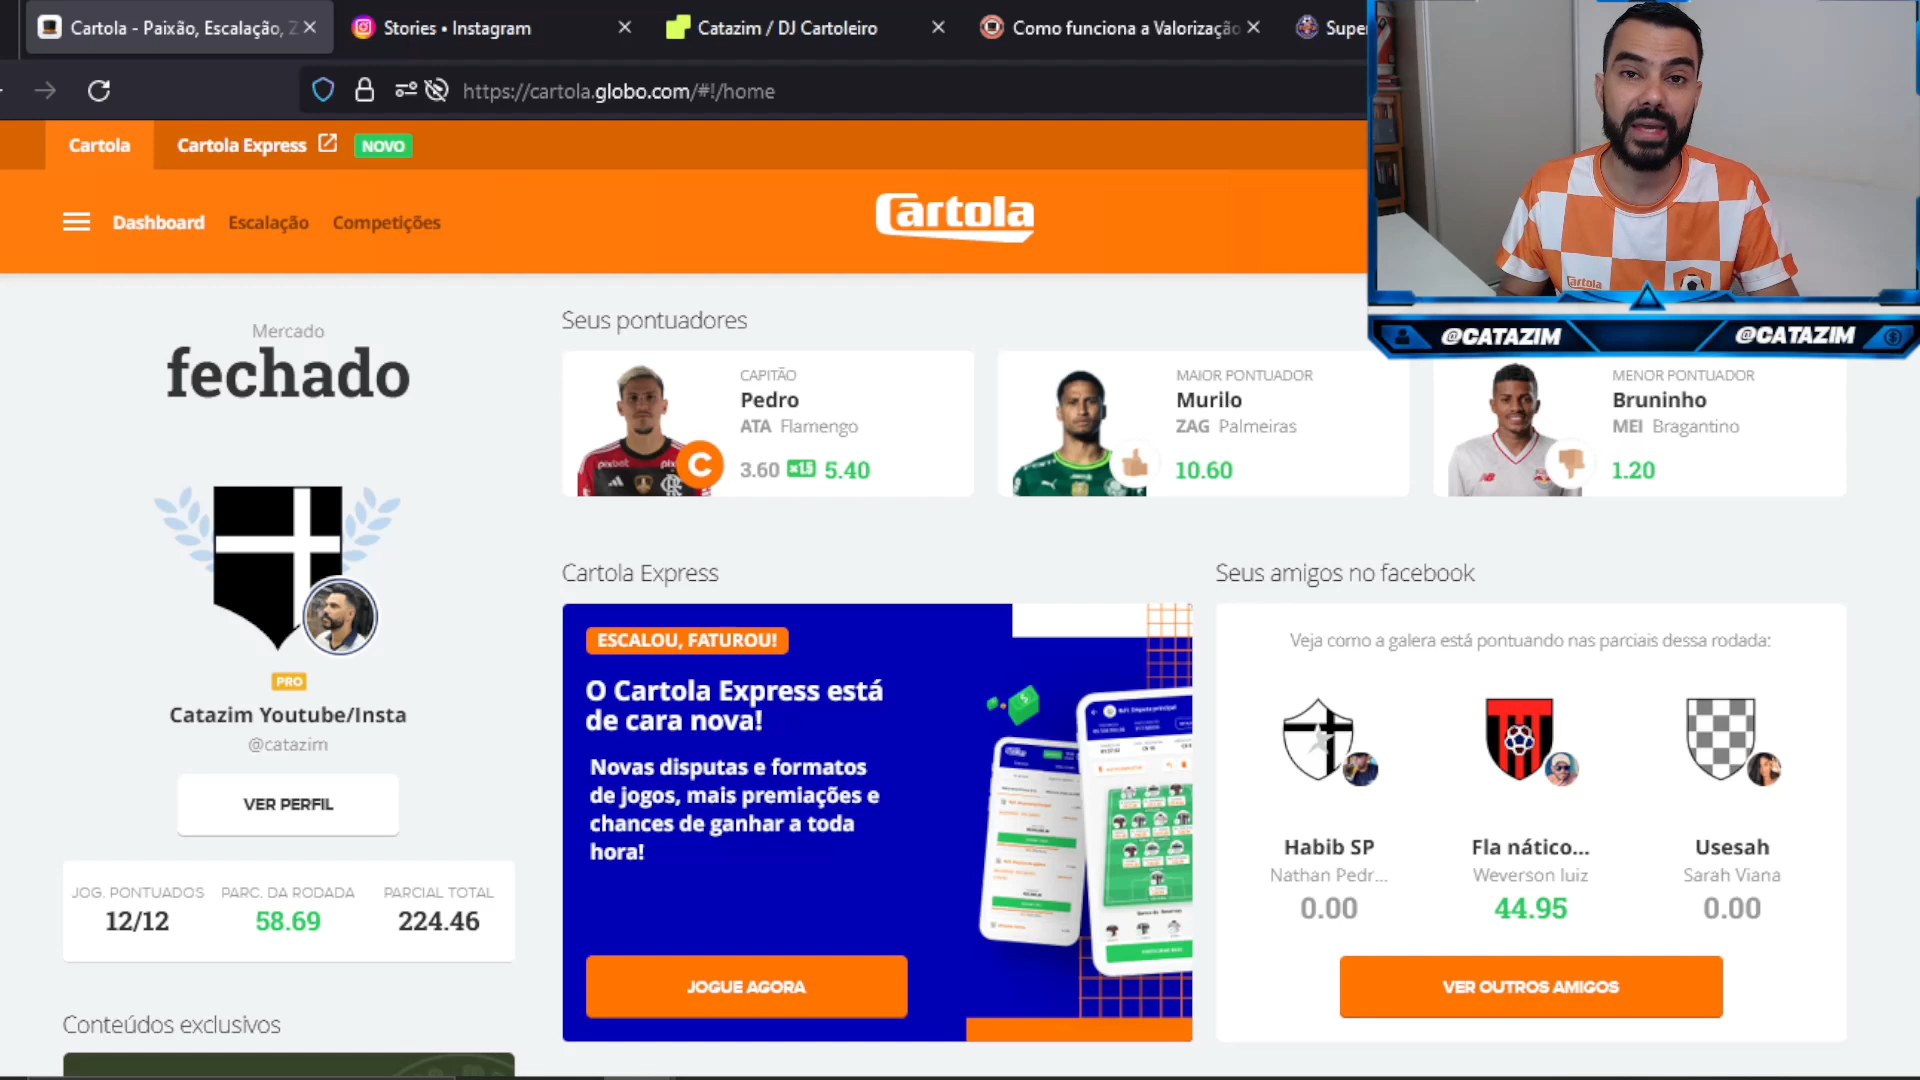 Cartola - Paixão, Escalação, Z
Stories • Instagram
Catazim / DJ Cartoleiro
Como funciona a Valorização
Supe
https://cartola.globo.com/#!/home
Cartola
Cartola Express
NOVO
Dashboard
Escalação
Competições
Cartola
Cartola
@CATAZIM
@CATAZIM
Mercado
fechado
PRO
Catazim Youtube/Insta
@catazim
VER PERFIL
JOG. PONTUADOS
12/12
PARC. DA RODADA
58.69
PARCIAL TOTAL
224.46
Conteúdos exclusivos
Seus pontuadores
CAPITÃO
Pedro
ATA Flamengo
C
3.60 x1.5 5.40
MAIOR PONTUADOR
Murilo
ZAG Palmeiras
10.60
MENOR PONTUADOR
Bruninho
MEI Bragantino
1.20
Cartola Express
ESCALOU, FATUROU!
O Cartola Express está
de cara nova!
Novas disputas e formatos
de jogos, mais premiações e
chances de ganhar a toda
hora!
JOGUE AGORA
Seus amigos no facebook
Veja como a galera está pontuando nas parciais dessa rodada:
Habib SP
Nathan Pedr...
0.00
Fla nático...
Weverson luiz
44.95
Usesah
Sarah Viana
0.00
VER OUTROS AMIGOS